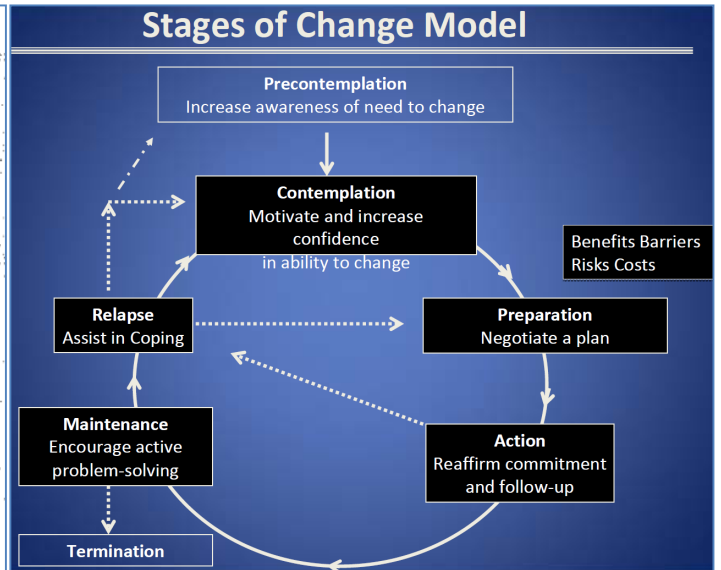 Stages of Change Model
Precontemplation
Increase awareness of need to change
Contemplation
Motivate and increase
confidence
in ability to change
Benefits Barriers
Risks Costs
Relapse
Assist in Coping
Preparation
Negotiate a plan
Maintenance
Encourage active
problem-solving
Action
Reaffirm commitment
and follow-up
Termination